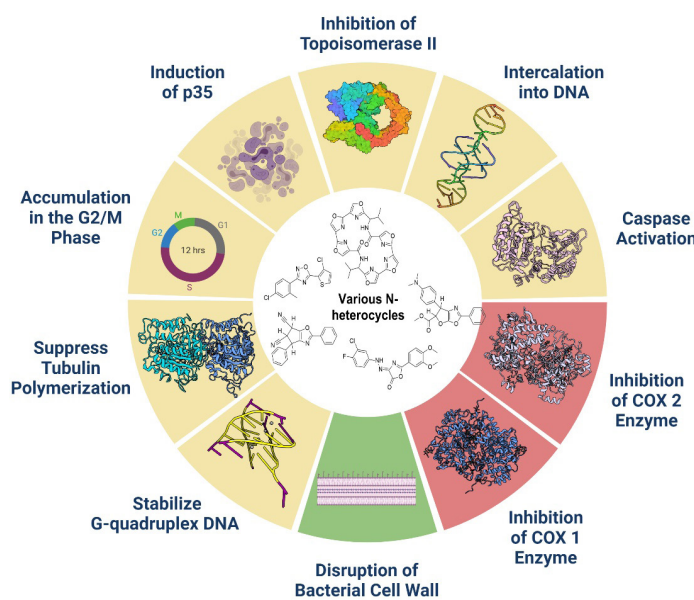 Inhibition of
Topoisomerase II
Intercalation
into DNA
Caspase
Activation
Inhibition
of COX 2
Enzyme
Inhibition
of COX 1
Enzyme
Disruption of
Bacterial Cell Wall
Stabilize
G-quadruplex DNA
Suppress
Tubulin
Polymerization
Accumulation
in the G2/M
Phase
Induction
of p35
M
G1
G2
12 hrs
S
Various N-
heterocycles